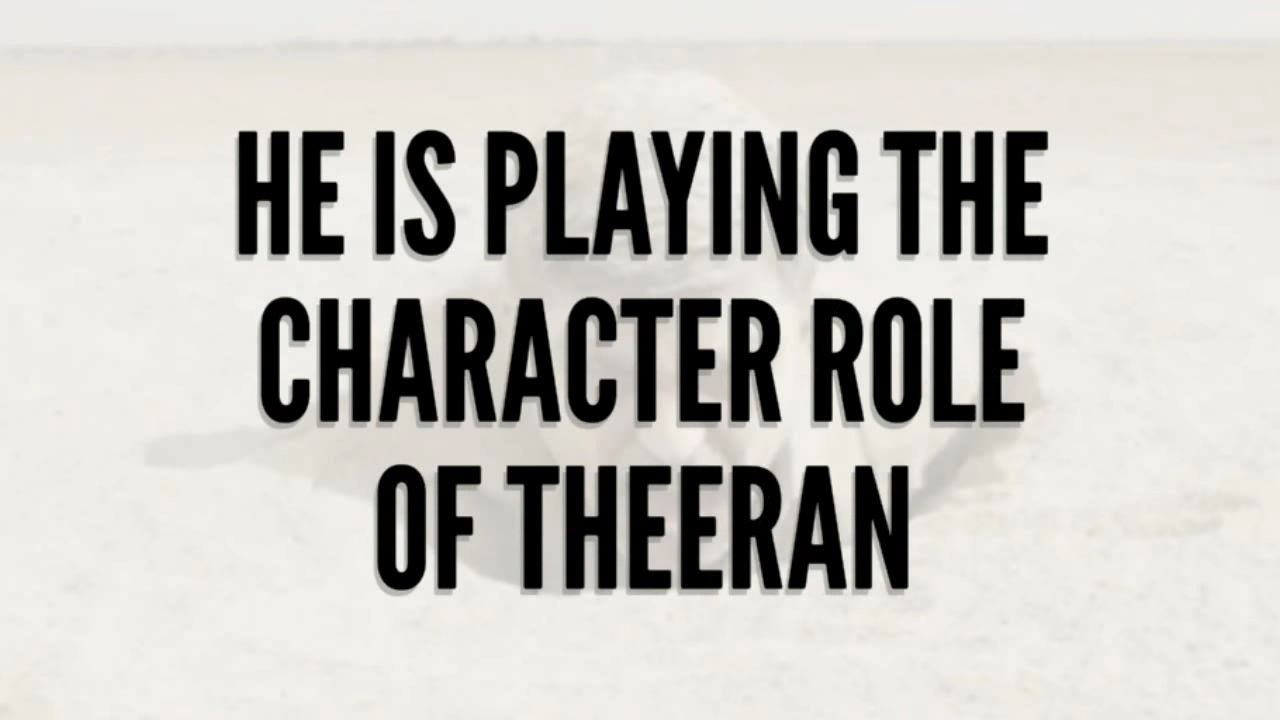 HE IS PLAYING THE
CHARACTER ROLE
OF THEERAN